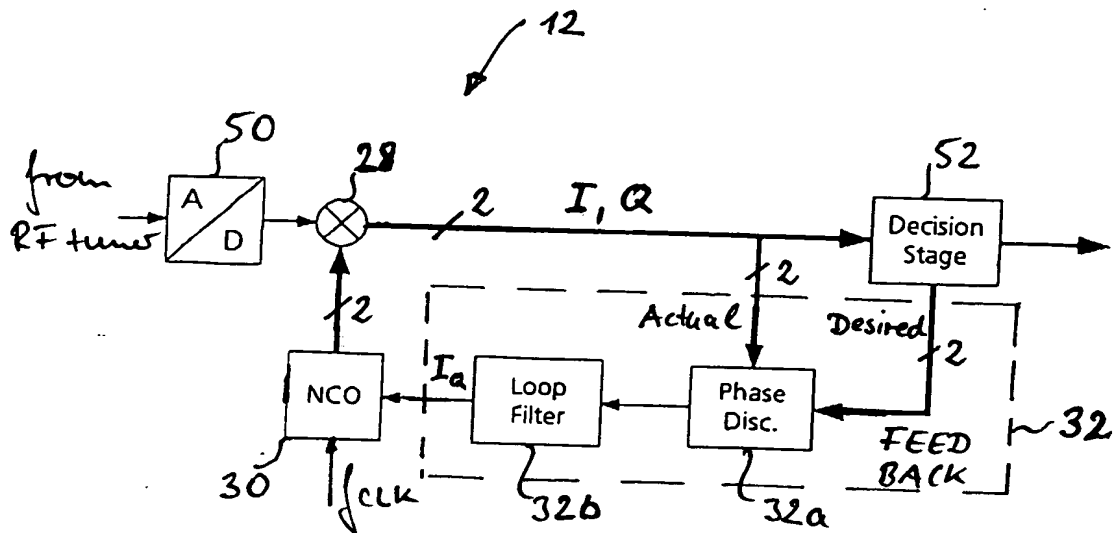 12
50
28
52
from
RF tuner
A
D
2
I, Q
Decision
Stage
2
2
Actual
Desired
2
NCO
Ia
Loop
Filter
Phase
Disc.
FEED
BACK
32
30
fCLK
32b
32a